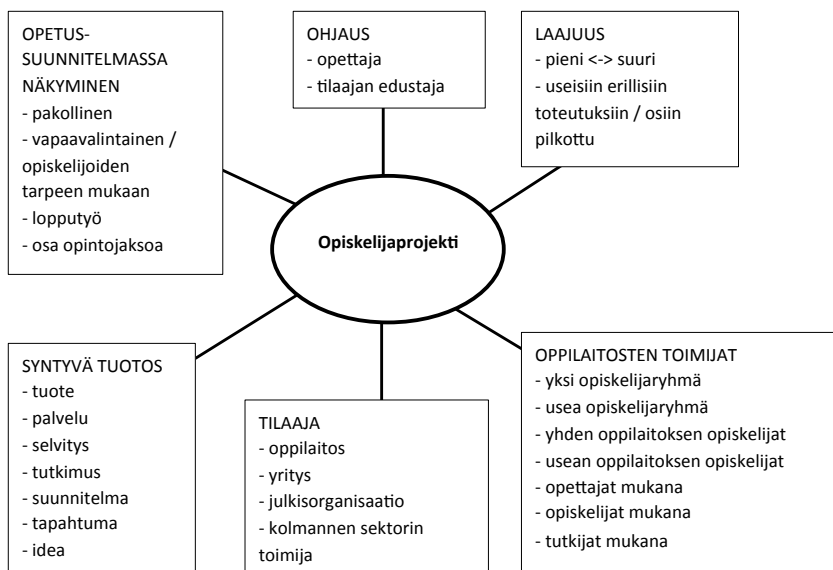 OPETUS-
SUUNNITELMASSA
NÄKYMINEN
- pakollinen
- vapaavalintainen /
opiskelijoiden
tarpeen mukaan
- lopputyö
- osa opintojaksoa
OHJAUS
- opettaja
- tilaajan edustaja
LAAJUUS
- pieni <-> suuri
- useisiin erillisiin
toteutuksiin / osiin
pilkottu
Opiskelijaprojekti
SYNTYVÄ TUOTOS
- tuote
- palvelu
- selvitys
- tutkimus
- suunnitelma
- tapahtuma
- idea
TILAAJA
- oppilaitos
- yritys
- julkisorganisaatio
- kolmannen sektorin
toimija
OPPILAITOSTEN TOIMIJAT
- yksi opiskelijaryhmä
- usea opiskelijaryhmä
- yhden oppilaitoksen opiskelijat
- usean oppilaitoksen opiskelijat
- opettajat mukana
- opiskelijat mukana
- tutkijat mukana